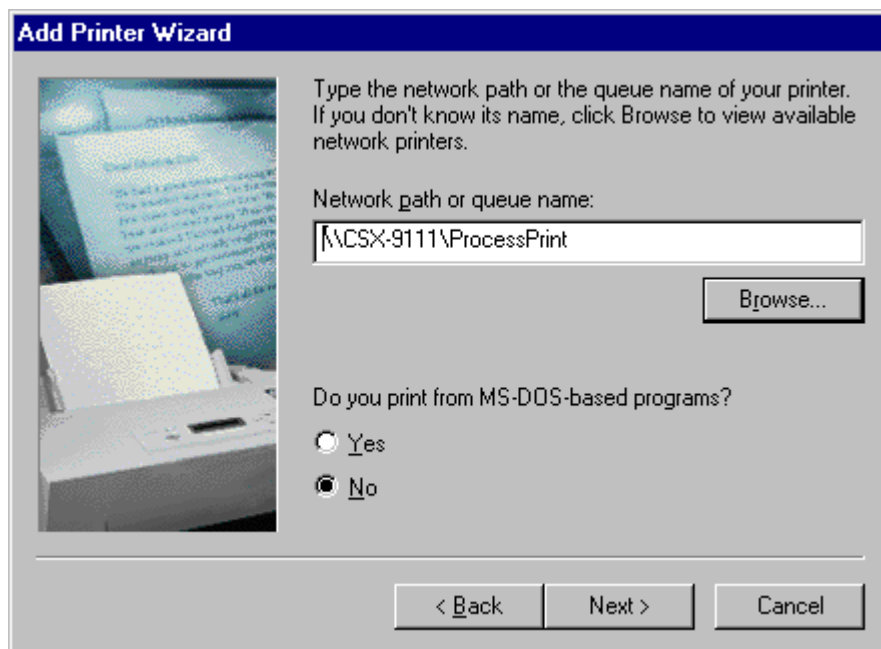 Add Printer Wizard
Type the network path or the queue name of your printer.
If you don't know its name, click Browse to view available
network printers.
Network path or queue name:
\\CSX-9111\ProcessPrint
Browse...
Do you print from MS-DOS-based programs?
Yes
No
< Back
Next >
Cancel